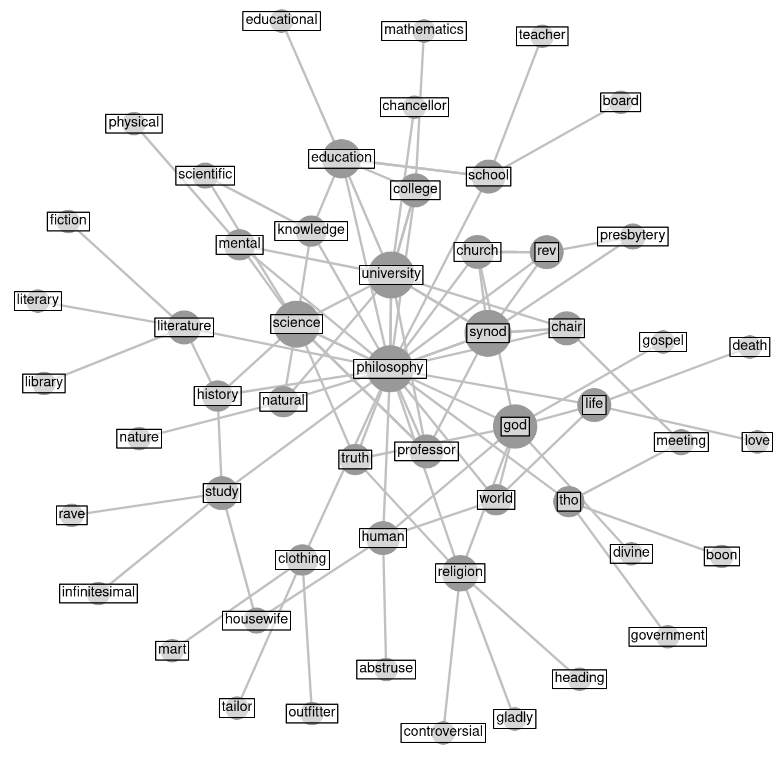 educational
mathematics
teacher
board
chancellor
physical
education
scientific
school
college
fiction
knowledge
presbytery
mental
church
rev
university
literary
science
literature
chair
synod
gospel
death
philosophy
library
history
natural
life
god
nature
love
meeting
professor
truth
study
world
tho
rave
human
divine
boon
clothing
religion
infinitesimal
housewife
government
mart
abstruse
heading
tailor
outfitter
gladly
controversial